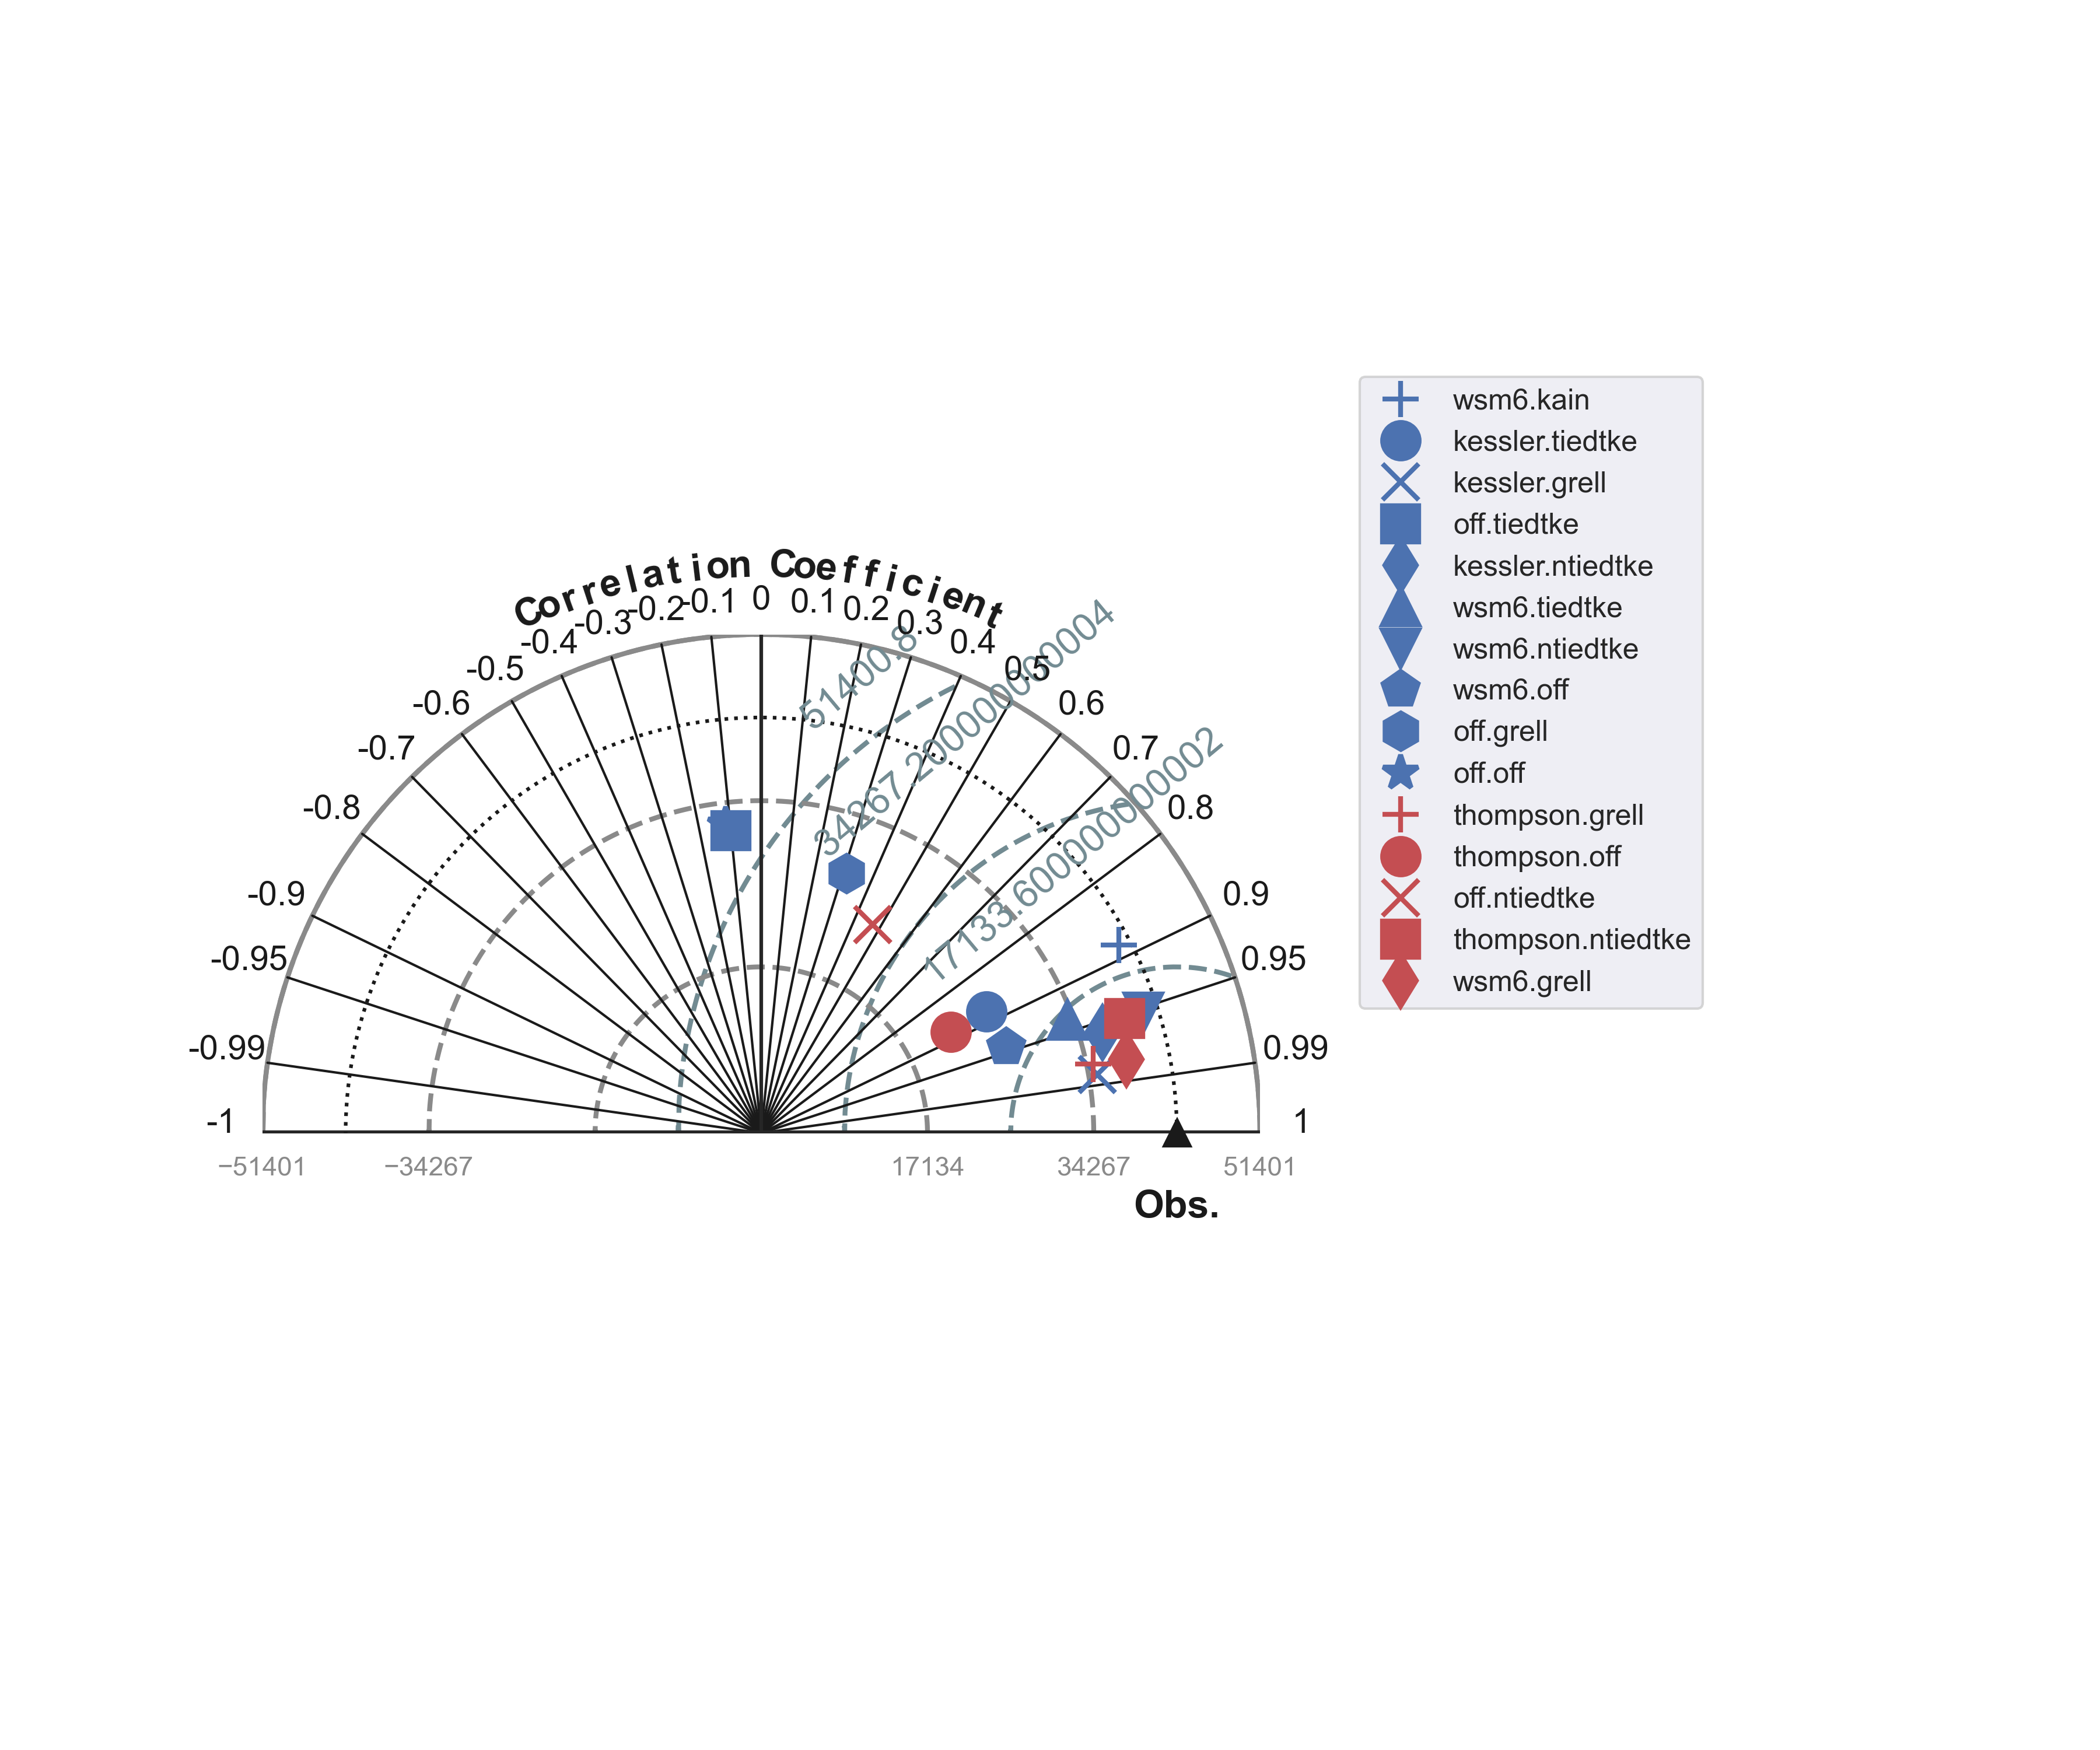 Correlation Coefficient
-1
-0.99
-0.95
-0.9
-0.8
-0.7
-0.6
-0.5
-0.4
-0.3
-0.2
-0.1
0
0.1
0.2
0.3
0.4
0.5
0.6
0.7
0.8
0.9
0.95
0.99
1
51400.8
34267.200000000000004
17133.600000000000002
−51401
−34267
17134
34267
51401
Obs.
wsm6.kain
kessler.tiedtke
kessler.grell
off.tiedtke
kessler.ntiedtke
wsm6.tiedtke
wsm6.ntiedtke
wsm6.off
off.grell
off.off
thompson.grell
thompson.off
off.ntiedtke
thompson.ntiedtke
wsm6.grell